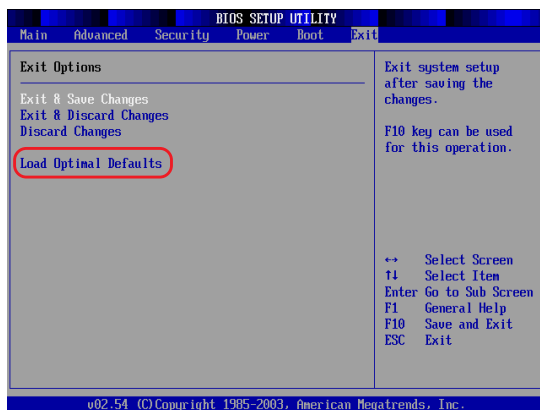 BIOS SETUP UTILITY
Main Advanced Security Power Boot Exit
Exit Options
Exit & Save Changes
Exit & Discard Changes
Discard Changes
Load Optimal Defaults
Exit system setup
after saving the
changes.
F10 key can be used
for this operation.
↔ Select Screen
↑↓ Select Item
Enter Go to Sub Screen
F1 General Help
F10 Save and Exit
ESC Exit
v02.54 (C)Copyright 1985-2003, American Megatrends, Inc.